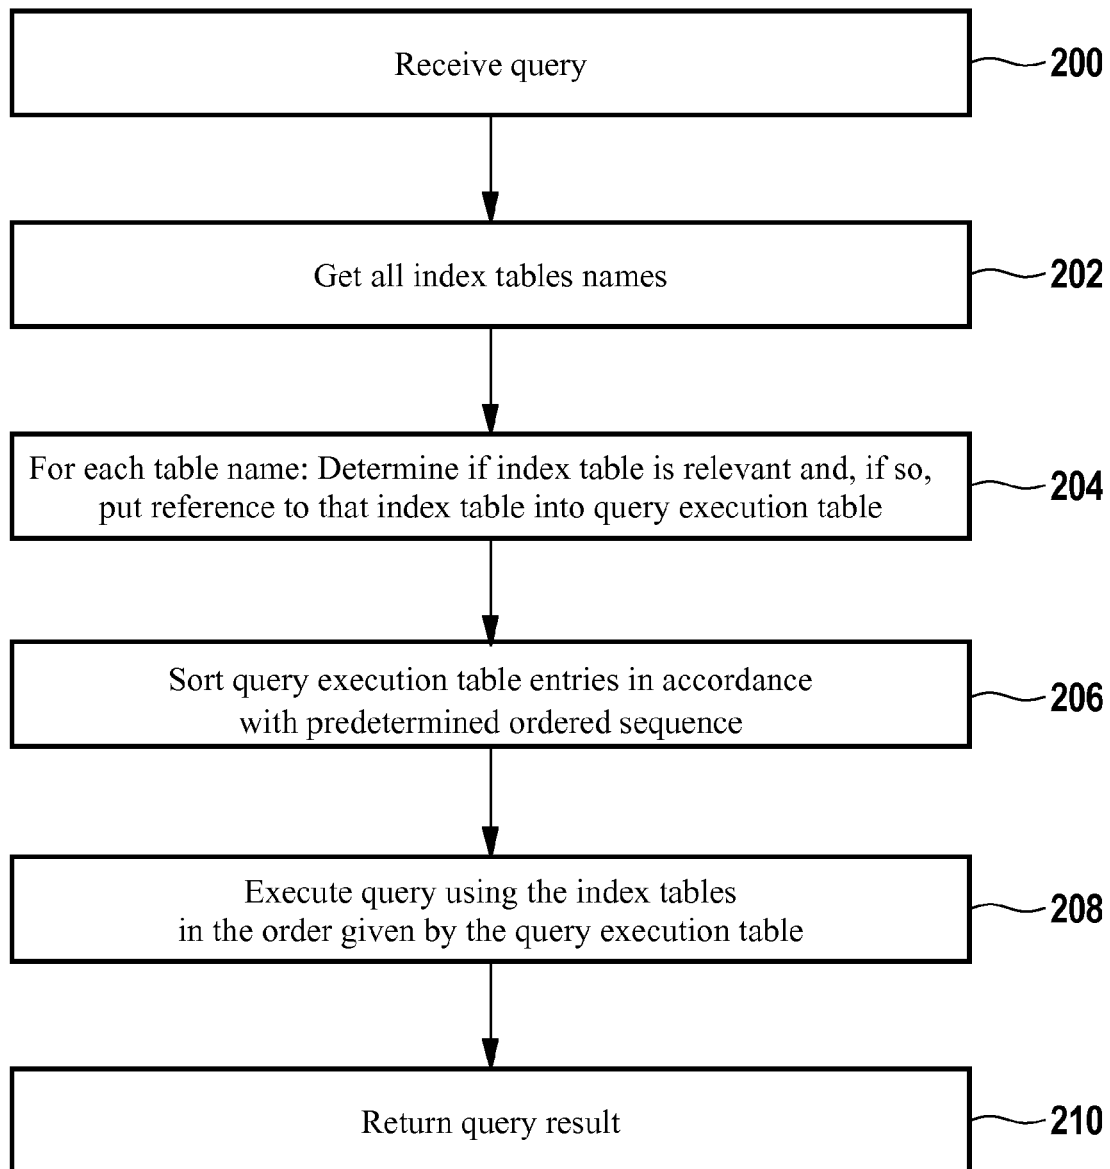 Receive query
200
Get all index tables names
202
For each table name: Determine if index table is relevant and, if so,
put reference to that index table into query execution table
204
Sort query execution table entries in accordance
with predetermined ordered sequence
206
Execute query using the index tables
in the order given by the query execution table
208
Return query result
210